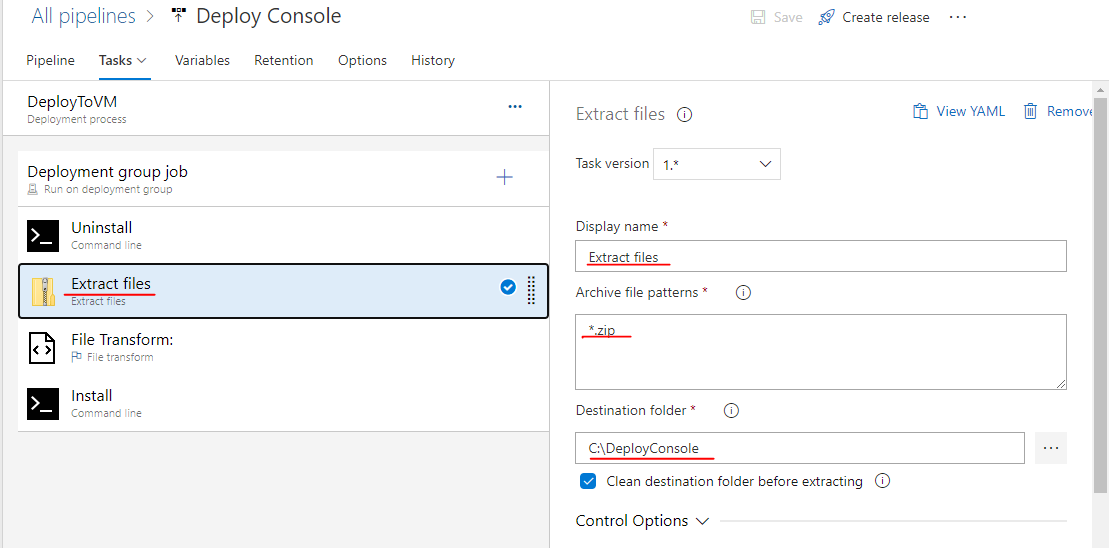 All pipelines > Deploy Console
Save Create release ...
Pipeline Tasks Variables Retention Options History
DeployToVM
Deployment process
...
Deployment group job
Run on deployment group
+
Uninstall
Command line
Extract files
Extract files
File Transform:
File transform
Install
Command line
Extract files
View YAML Remove
Task version 1.*
Display name *
Extract files
Archive file patterns *
*.zip
Destination folder *
C:\DeployConsole
...
Clean destination folder before extracting
Control Options